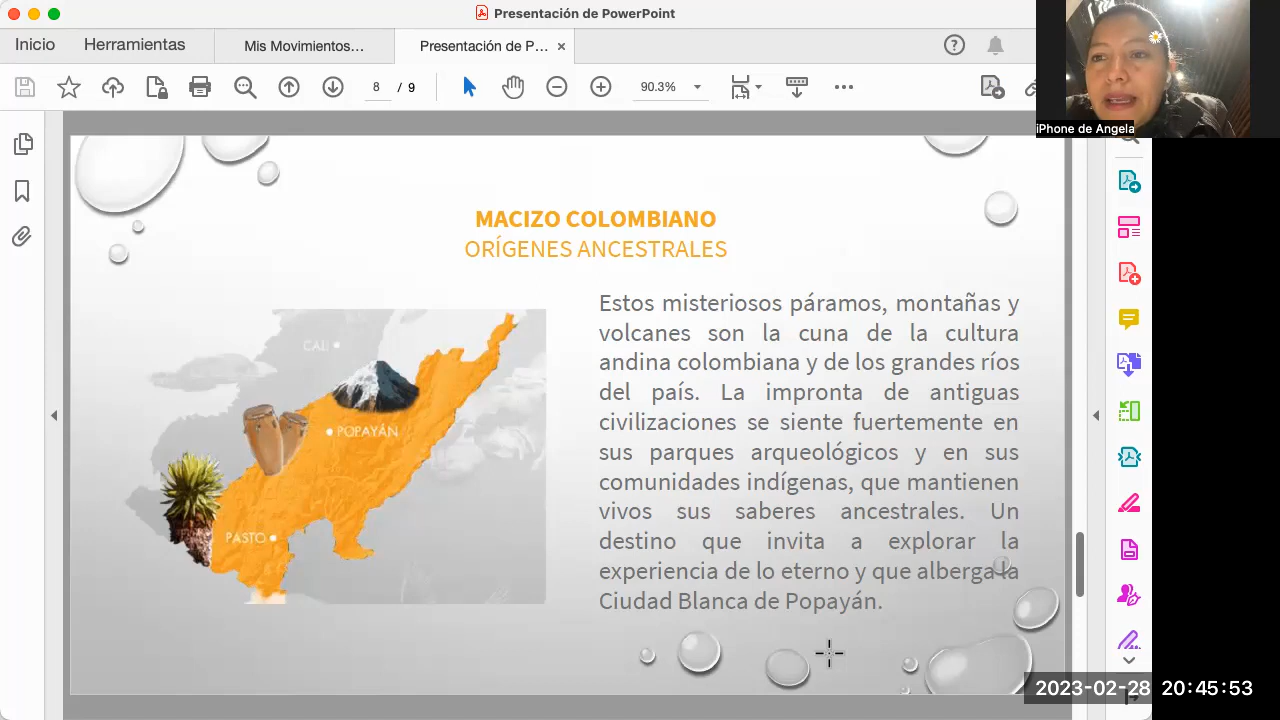 Presentación de PowerPoint
Inicio
Herramientas
Mis Movimientos...
Presentación de P...
8 / 9
90.3%
iPhone de Angela
MACIZO COLOMBIANO
ORÍGENES ANCESTRALES
CALI
POPAYÁN
PASTO
Estos misteriosos páramos, montañas y
volcanes son la cuna de la cultura
andina colombiana y de los grandes ríos
del país. La impronta de antiguas
civilizaciones se siente fuertemente en
sus parques arqueológicos y en sus
comunidades indígenas, que mantienen
vivos sus saberes ancestrales. Un
destino que invita a explorar la
experiencia de lo eterno y que alberga la
Ciudad Blanca de Popayán.
2023-02-28 20:45:53